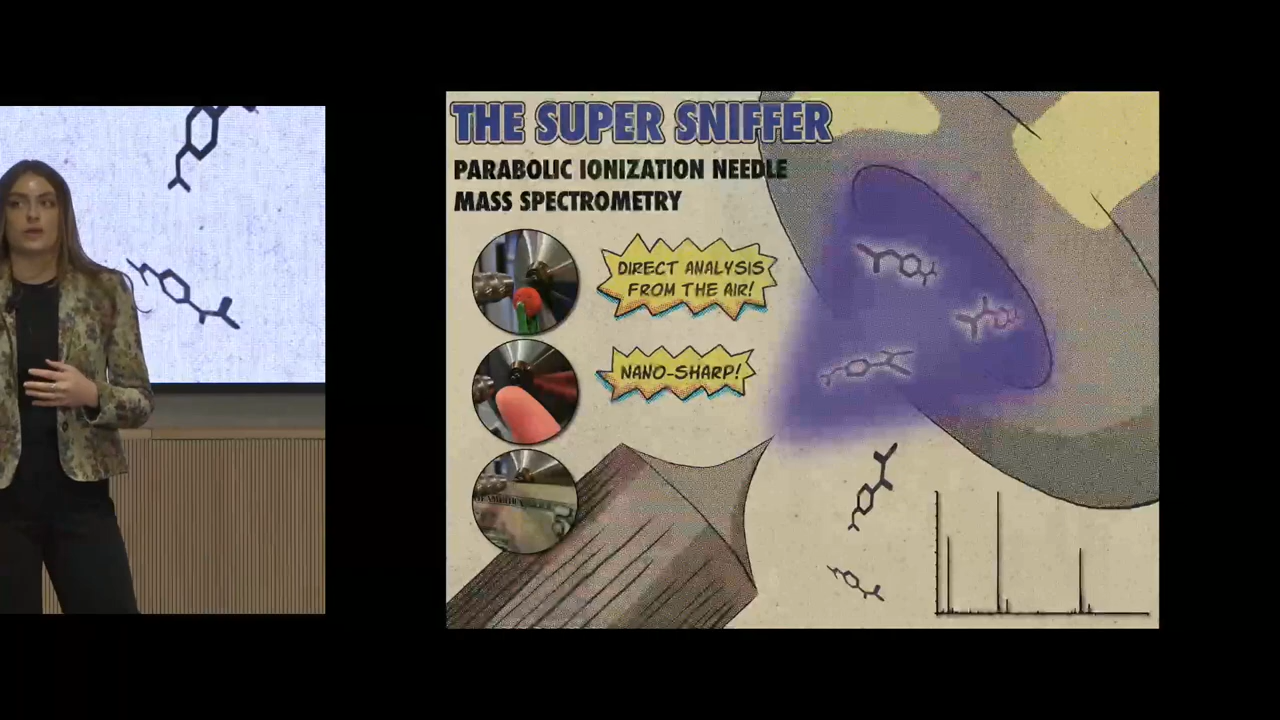 THE SUPER SNIFFER
PARABOLIC IONIZATION NEEDLE
MASS SPECTROMETRY
DIRECT ANALYSIS
FROM THE AIR!
NANO-SHARP!